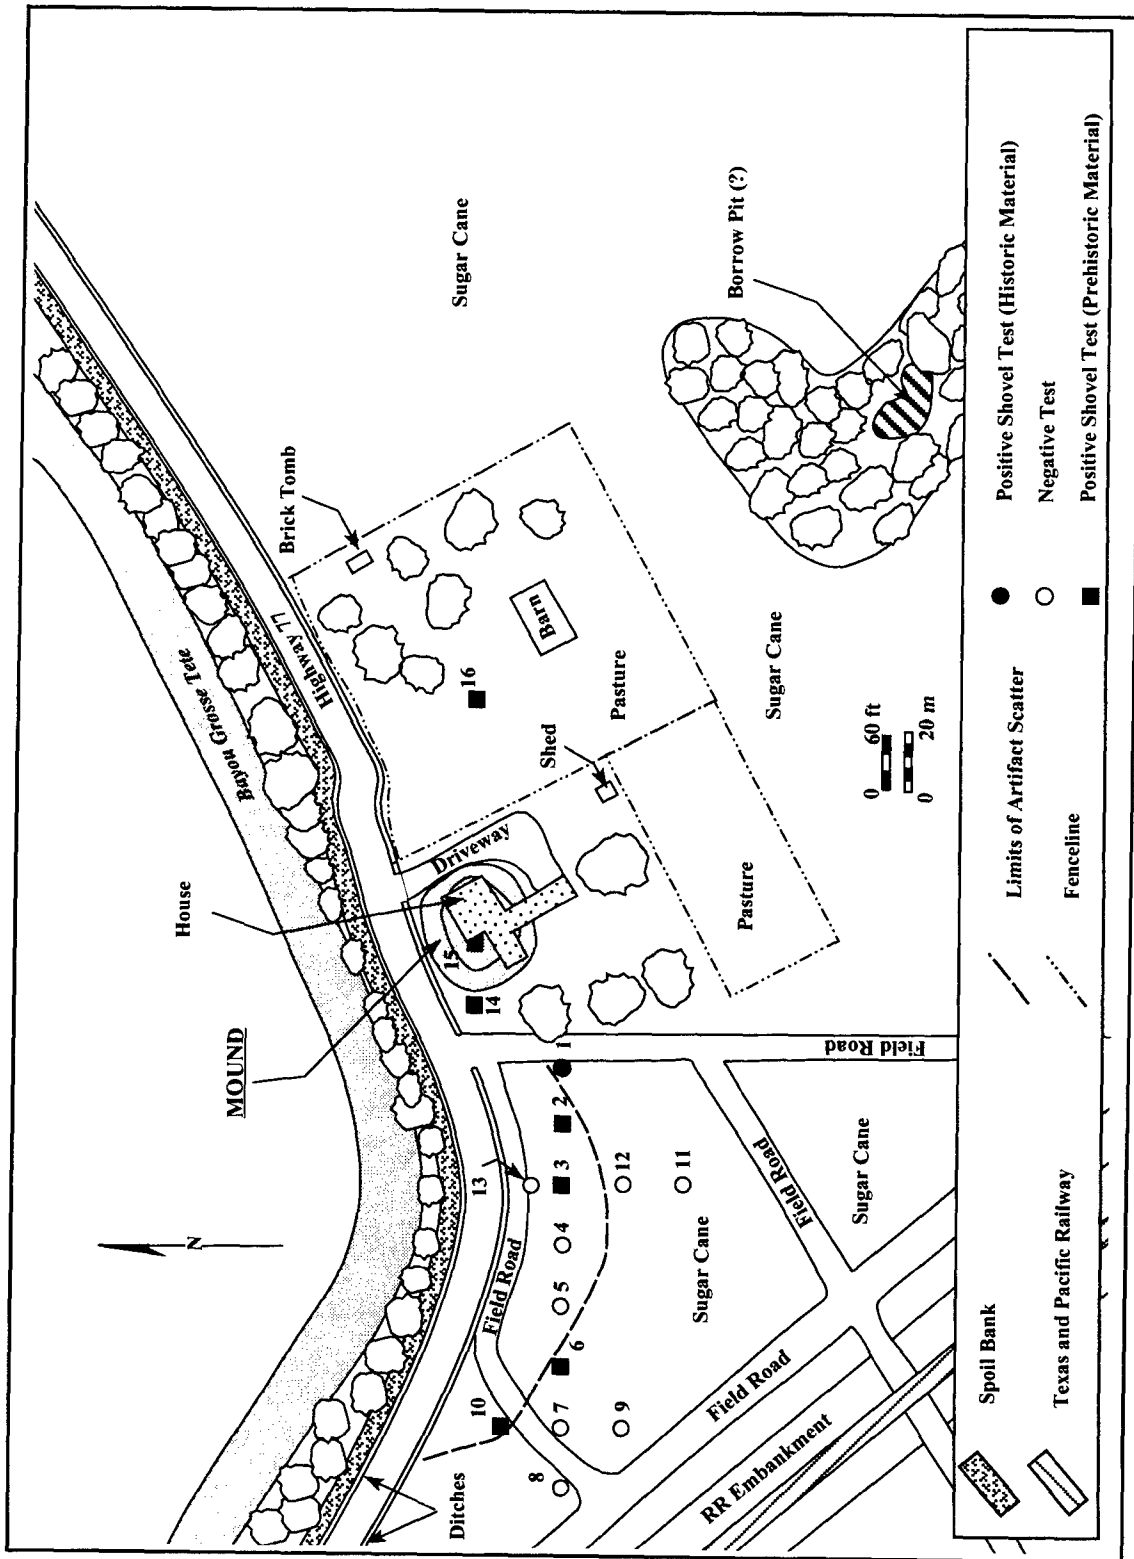 Sugar Cane
Borrow Pit (?)
Brick Tomb
Highway 77
Bayou Grosse Tete
Barn
16
Pasture
Sugar Cane
Shed
0 60 ft
0 20 m
Driveway
House
15
14
Pasture
MOUND
1
Field Road
2
3
13
12
11
4
5
Field Road
Field Road
Sugar Cane
Sugar Cane
6
10
7
9
8
Field Road
RR Embankment
Ditches
N
Spoil Bank
Texas and Pacific Railway
Limits of Artifact Scatter
Fenceline
Positive Shovel Test (Historic Material)
Negative Test
Positive Shovel Test (Prehistoric Material)